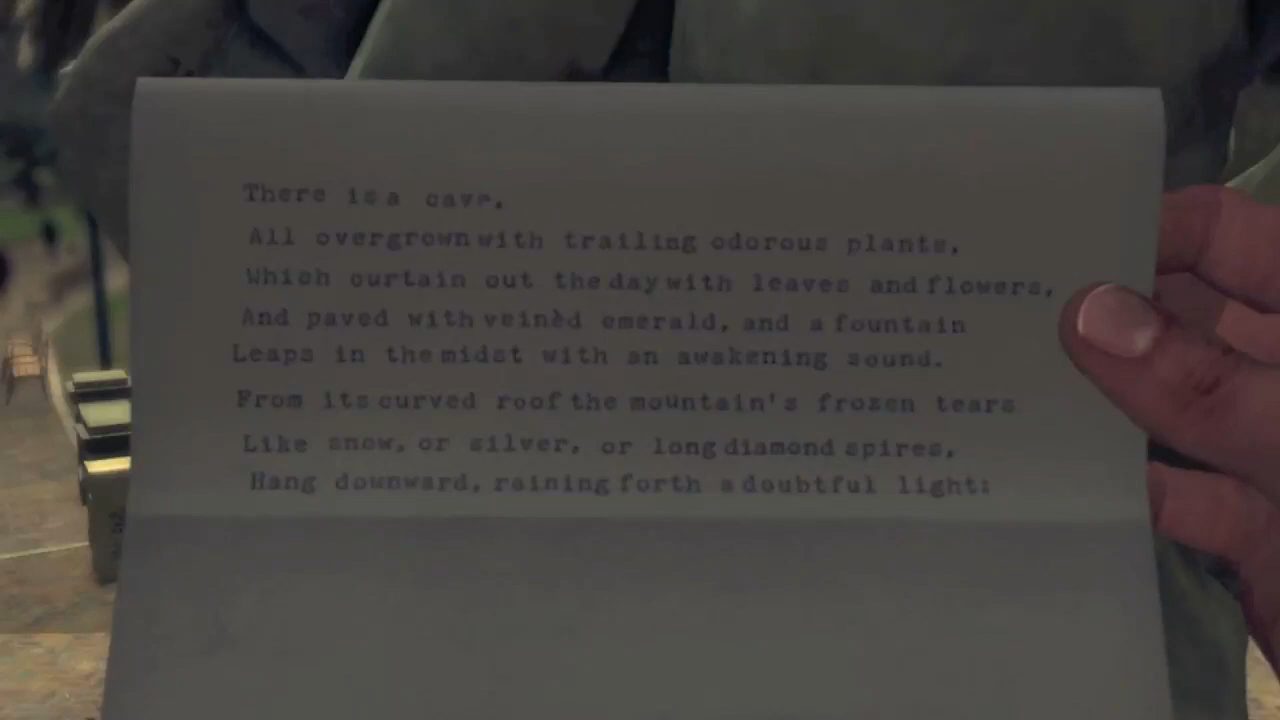 There is a cave,
All overgrown with trailing odorous plants,
Which curtain out the day with leaves and flowers,
And paved with veinèd emerald, and a fountain
Leaps in the midst with an awakening sound.
From its curved roof the mountain's frozen tears
Like snow, or silver, or long diamond spires,
Hang downward, raining forth a doubtful light: